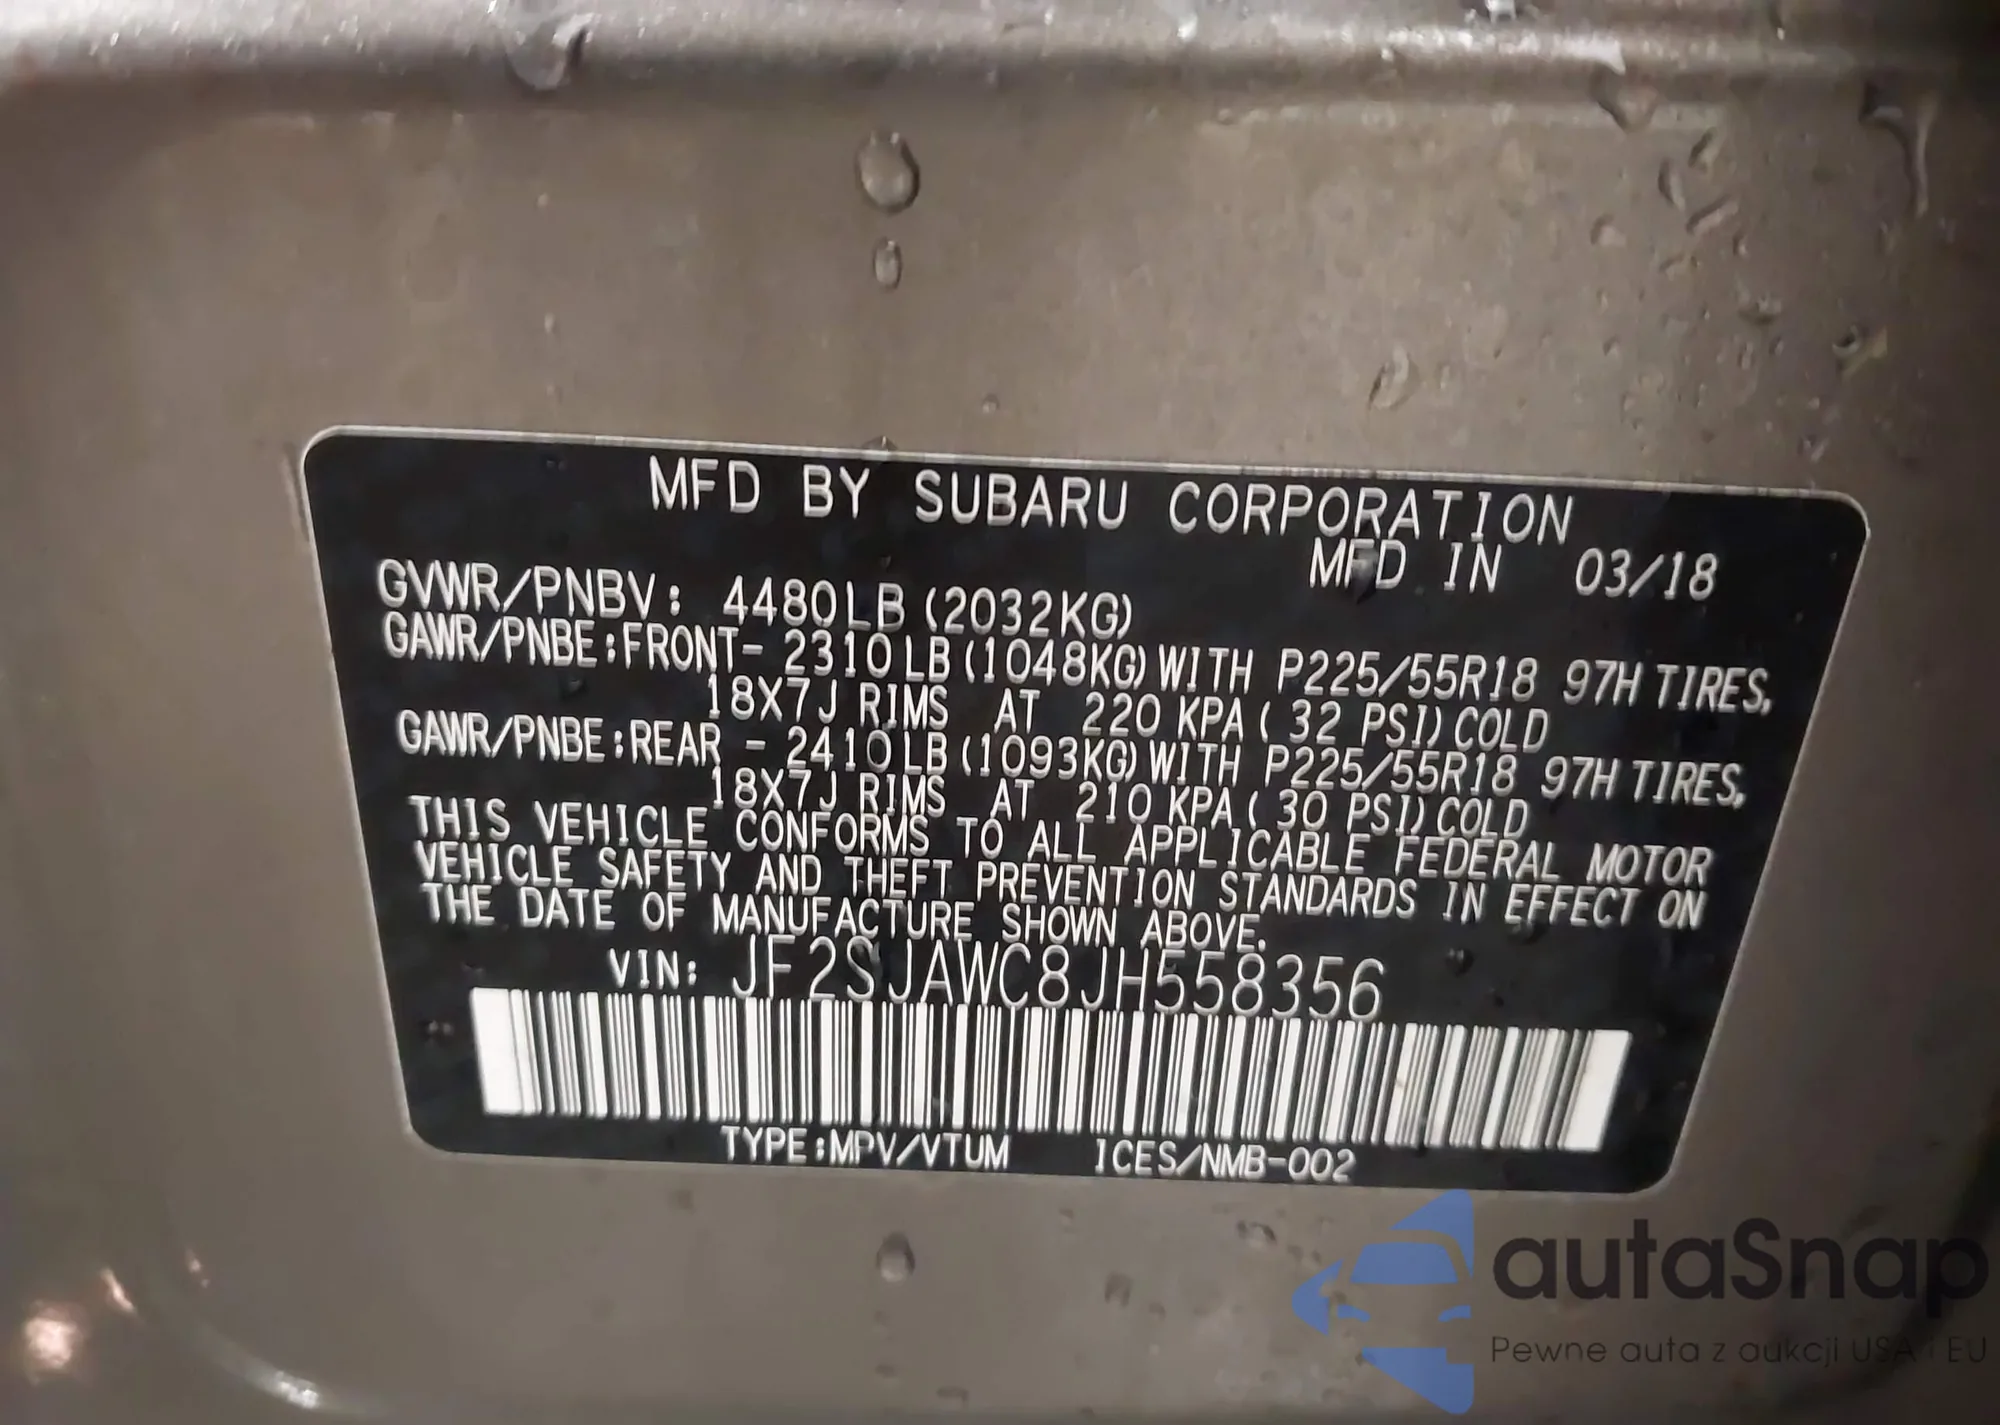 MFD BY SUBARU CORPORATION
MFD IN 03/18
GVWR/PNBV: 4480LB (2032KG)
GAWR/PNBE:FRONT- 2310LB (1048KG) WITH P225/55R18 97H TIRES,
18X7J RIMS AT 220 KPA ( 32 PSI) COLD
GAWR/PNBE:REAR - 2410LB (1093KG) WITH P225/55R18 97H TIRES,
18X7J RIMS AT 210 KPA ( 30 PSI) COLD
THIS VEHICLE CONFORMS TO ALL APPLICABLE FEDERAL MOTOR
VEHICLE SAFETY AND THEFT PREVENTION STANDARDS IN EFFECT ON
THE DATE OF MANUFACTURE SHOWN ABOVE.
VIN: JF2SJAWC8JH558356
TYPE:MPV/VTUM ICES/NMB-002
autaSnap
Pewne auta z aukcji USA i EU